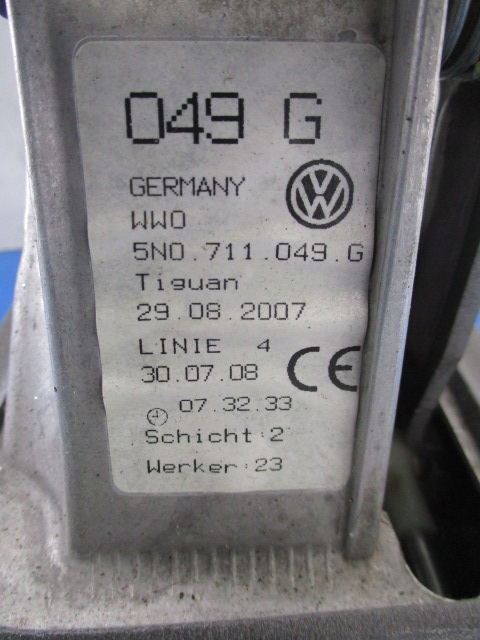 049 G
GERMANY
WWO
5N0.711.049.G
Tiguan
29.08.2007
LINIE 4
30.07.08 CE
07.32.33
Schicht:2
Werker:23